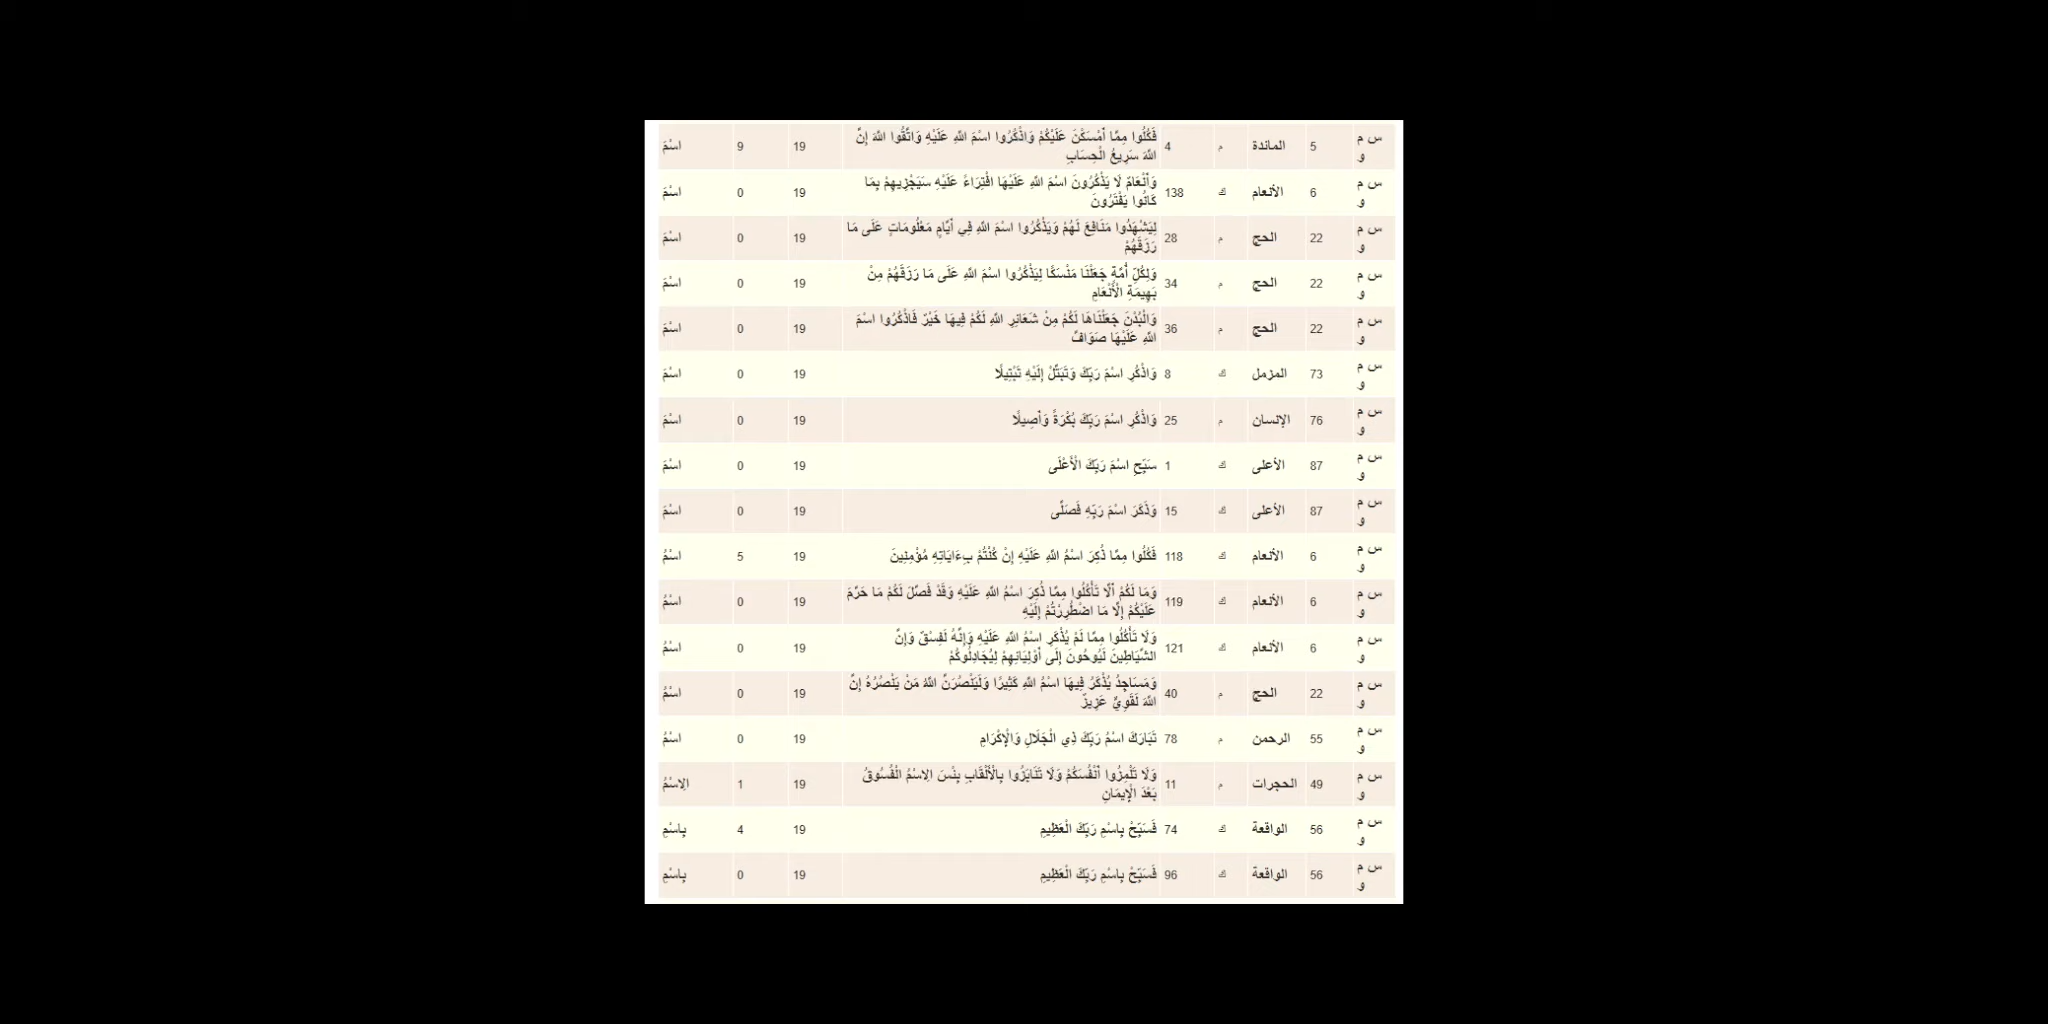 س م و 5 المائدة م 4 فَكُلُوا مِمَّا أَمْسَكْنَ عَلَيْكُمْ وَاذْكُرُوا اسْمَ اللَّهِ عَلَيْهِ وَاتَّقُوا اللَّهَ إِنَّ
اللَّهَ سَرِيعُ الْحِسَابِ 19 9 اسْمَ
س م و 6 الأنعام ك 138 وَأَنْعَامٌ لَا يَذْكُرُونَ اسْمَ اللَّهِ عَلَيْهَا افْتِرَاءً عَلَيْهِ سَيَجْزِيهِمْ بِمَا
كَانُوا يَفْتَرُونَ 19 0 اسْمَ
س م و 22 الحج م 28 لِيَشْهَدُوا مَنَافِعَ لَهُمْ وَيَذْكُرُوا اسْمَ اللَّهِ فِي أَيَّامٍ مَعْلُومَاتٍ عَلَى مَا
رَزَقَهُمْ 19 0 اسْمَ
س م و 22 الحج م 34 وَلِكُلِّ أُمَّةٍ جَعَلْنَا مَنْسَكًا لِيَذْكُرُوا اسْمَ اللَّهِ عَلَى مَا رَزَقَهُمْ مِنْ
بَهِيمَةِ الْأَنْعَامِ 19 0 اسْمَ
س م و 22 الحج م 36 وَالْبُدْنَ جَعَلْنَاهَا لَكُمْ مِنْ شَعَائِرِ اللَّهِ لَكُمْ فِيهَا خَيْرٌ فَاذْكُرُوا اسْمَ
اللَّهِ عَلَيْهَا صَوَافَّ 19 0 اسْمَ
س م و 73 المزمل ك 8 وَاذْكُرِ اسْمَ رَبِّكَ وَتَبَتَّلْ إِلَيْهِ تَبْتِيلًا 19 0 اسْمَ
س م و 76 الإنسان م 25 وَاذْكُرِ اسْمَ رَبِّكَ بُكْرَةً وَأَصِيلًا 19 0 اسْمَ
س م و 87 الأعلى ك 1 سَبِّحِ اسْمَ رَبِّكَ الْأَعْلَى 19 0 اسْمَ
س م و 87 الأعلى ك 15 وَذَكَرَ اسْمَ رَبِّهِ فَصَلَّى 19 0 اسْمَ
س م و 6 الأنعام ك 118 فَكُلُوا مِمَّا ذُكِرَ اسْمُ اللَّهِ عَلَيْهِ إِنْ كُنْتُمْ بِءَايَاتِهِ مُؤْمِنِينَ 19 5 اسْمُ
س م و 6 الأنعام ك 119 وَمَا لَكُمْ أَلَّا تَأْكُلُوا مِمَّا ذُكِرَ اسْمُ اللَّهِ عَلَيْهِ وَقَدْ فَصَّلَ لَكُمْ مَا حَرَّمَ
عَلَيْكُمْ إِلَّا مَا اضْطُرِرْتُمْ إِلَيْهِ 19 0 اسْمُ
س م و 6 الأنعام ك 121 وَلَا تَأْكُلُوا مِمَّا لَمْ يُذْكَرِ اسْمُ اللَّهِ عَلَيْهِ وَإِنَّهُ لَفِسْقٌ وَإِنَّ
الشَّيَاطِينَ لَيُوحُونَ إِلَى أَوْلِيَائِهِمْ لِيُجَادِلُوكُمْ 19 0 اسْمُ
س م و 22 الحج م 40 وَمَسَاجِدُ يُذْكَرُ فِيهَا اسْمُ اللَّهِ كَثِيرًا وَلَيَنْصُرَنَّ اللَّهُ مَنْ يَنْصُرُهُ إِنَّ
اللَّهَ لَقَوِيٌّ عَزِيزٌ 19 0 اسْمُ
س م و 55 الرحمن م 78 تَبَارَكَ اسْمُ رَبِّكَ ذِي الْجَلَالِ وَالْإِكْرَامِ 19 0 اسْمُ
س م و 49 الحجرات م 11 وَلَا تَلْمِزُوا أَنْفُسَكُمْ وَلَا تَنَابَزُوا بِالْأَلْقَابِ بِئْسَ الِاسْمُ الْفُسُوقُ
بَعْدَ الْإِيمَانِ 19 1 الِاسْمُ
س م و 56 الواقعة ك 74 فَسَبِّحْ بِاسْمِ رَبِّكَ الْعَظِيمِ 19 4 بِاسْمِ
س م و 56 الواقعة ك 96 فَسَبِّحْ بِاسْمِ رَبِّكَ الْعَظِيمِ 19 0 بِاسْمِ